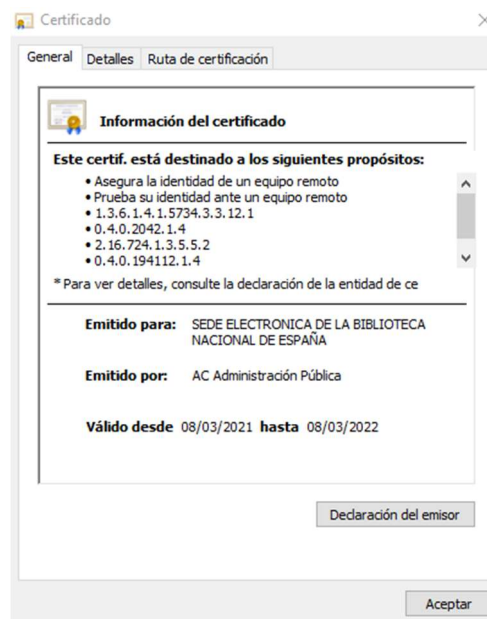 Certificado
General Detalles Ruta de certificación
Información del certificado
Este certif. está destinado a los siguientes propósitos:
• Asegura la identidad de un equipo remoto
• Prueba su identidad ante un equipo remoto
• 1.3.6.1.4.1.5734.3.3.12.1
• 0.4.0.2042.1.4
• 2.16.724.1.3.5.5.2
• 0.4.0.194112.1.4
* Para ver detalles, consulte la declaración de la entidad de ce
Emitido para: SEDE ELECTRONICA DE LA BIBLIOTECA
NACIONAL DE ESPAÑA
Emitido por: AC Administración Pública
Válido desde 08/03/2021 hasta 08/03/2022
Declaración del emisor
Aceptar